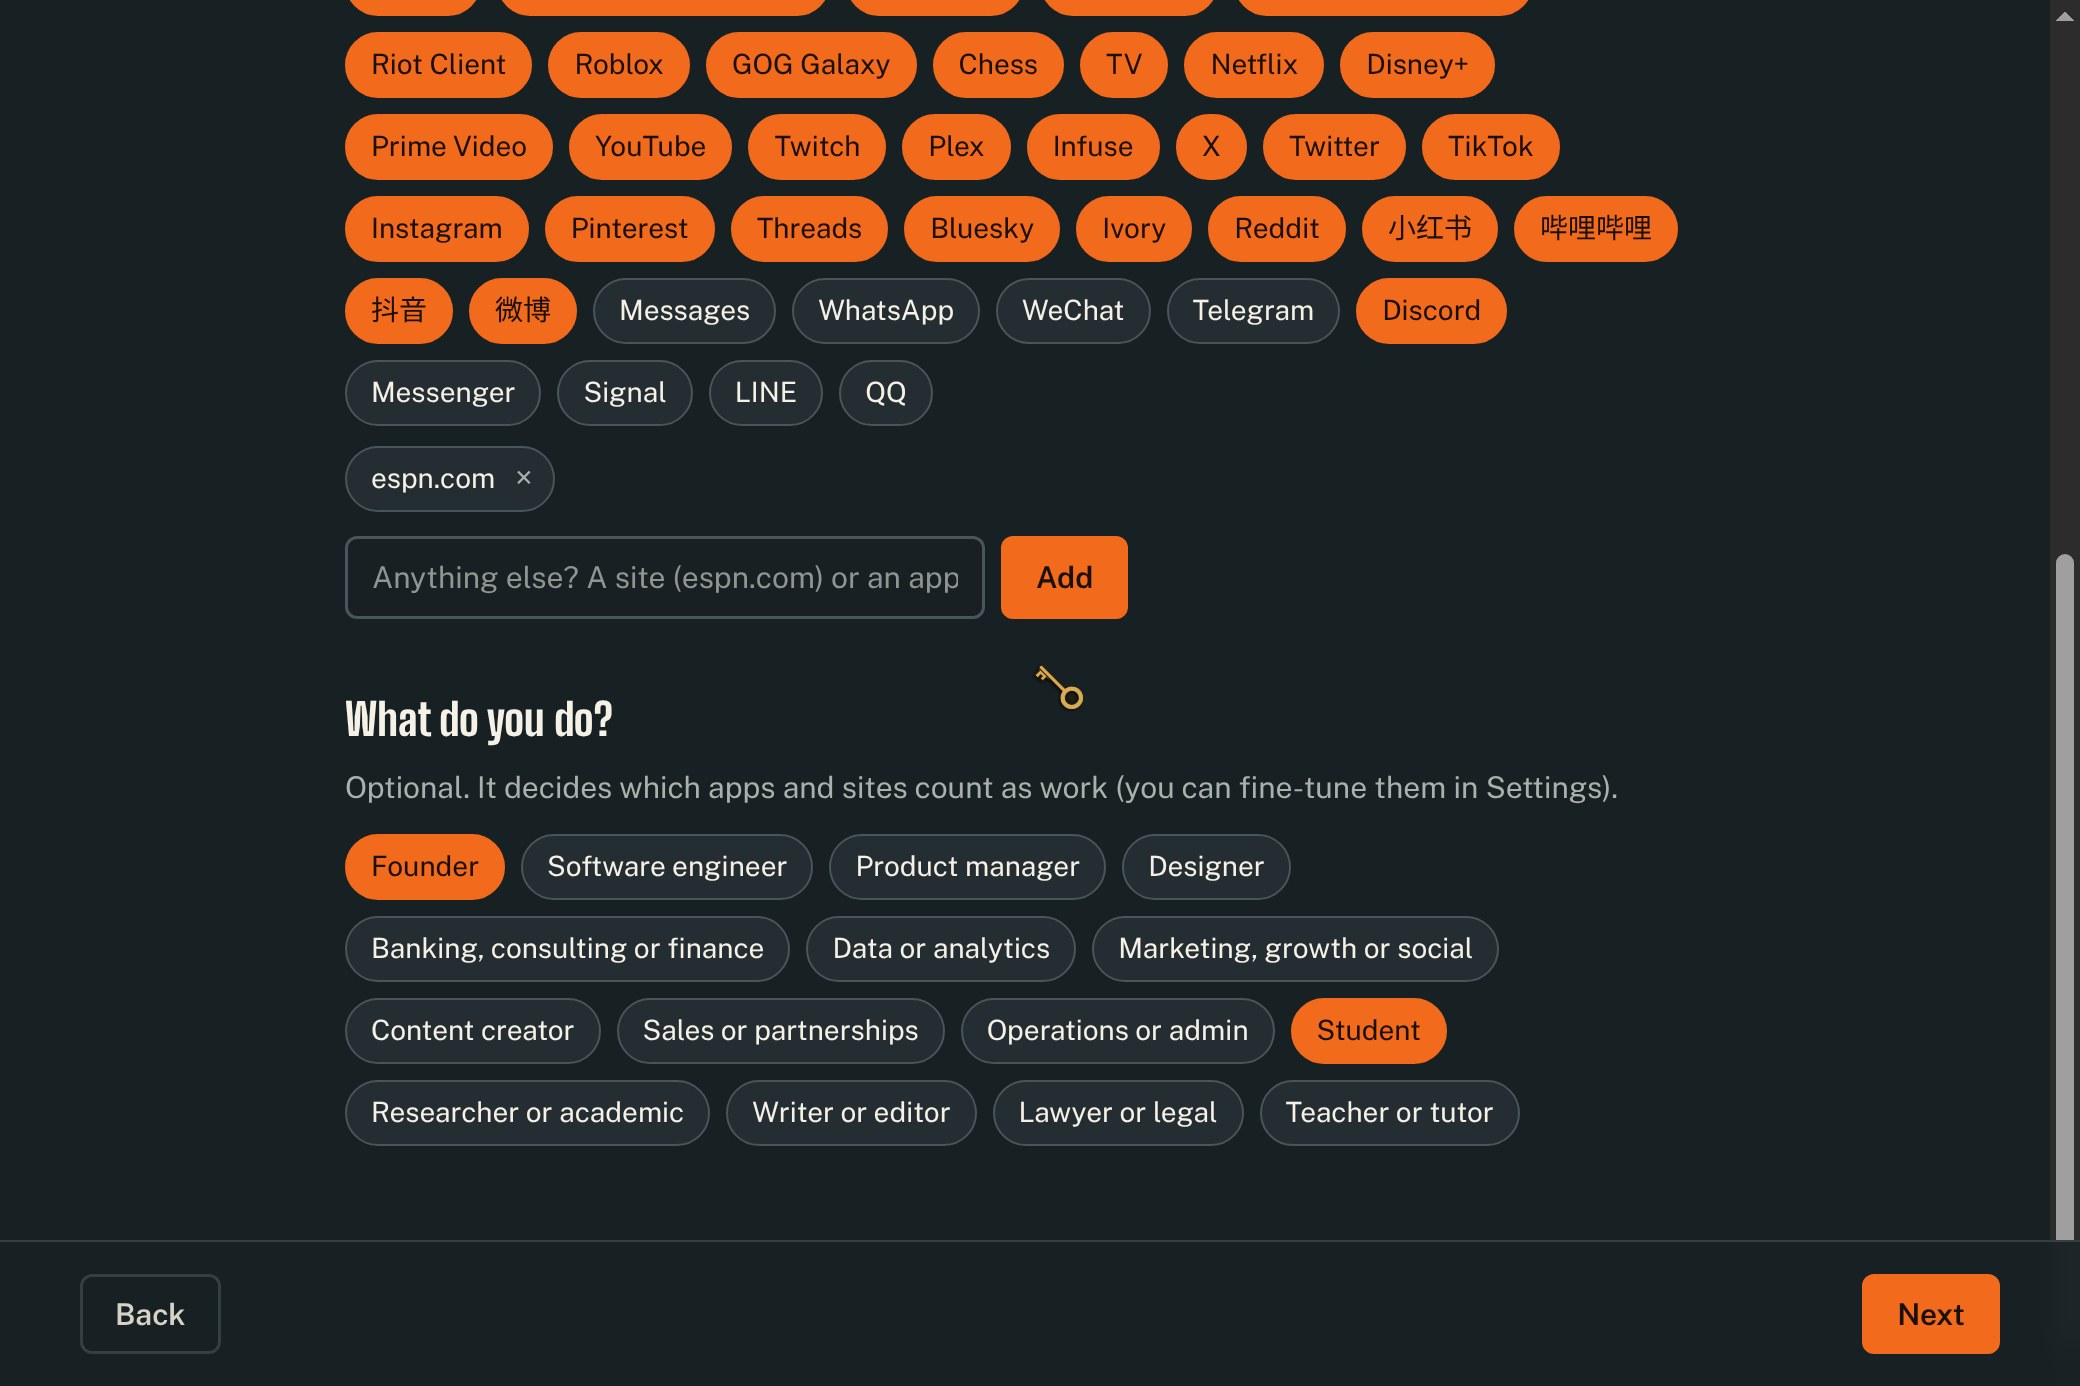 Riot Client Roblox GOG Galaxy Chess TV Netflix Disney+
Prime Video YouTube Twitch Plex Infuse X Twitter TikTok
Instagram Pinterest Threads Bluesky Ivory Reddit 小红书 哔哩哔哩
抖音 微博 Messages WhatsApp WeChat Telegram Discord
Messenger Signal LINE QQ
espn.com ×
Anything else? A site (espn.com) or an app Add
What do you do?
Optional. It decides which apps and sites count as work (you can fine-tune them in Settings).
Founder Software engineer Product manager Designer
Banking, consulting or finance Data or analytics Marketing, growth or social
Content creator Sales or partnerships Operations or admin Student
Researcher or academic Writer or editor Lawyer or legal Teacher or tutor
Back Next